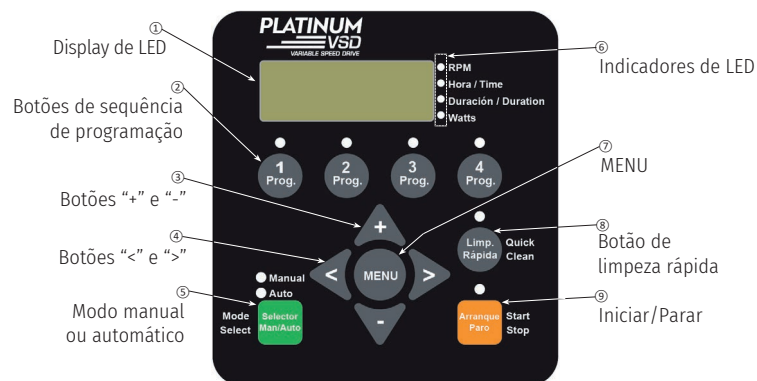 PLATINUM
VSD
VARIABLE SPEED DRIVE
①
Display de LED
②
Botões de sequência
de programação
③
Botões “+” e “-”
④
Botões “<” e “>”
⑤
Modo manual
ou automático
RPM
Hora / Time
Duración / Duration
Watts
1
Prog.
2
Prog.
3
Prog.
4
Prog.
+
<
MENU
>
-
Limp.
Rápida
Quick
Clean
Manual
Auto
Mode
Select
Selector
Man/Auto
Arranque
Paro
Start
Stop
⑥
Indicadores de LED
⑦
MENU
⑧
Botão de
limpeza rápida
⑨
Iniciar/Parar